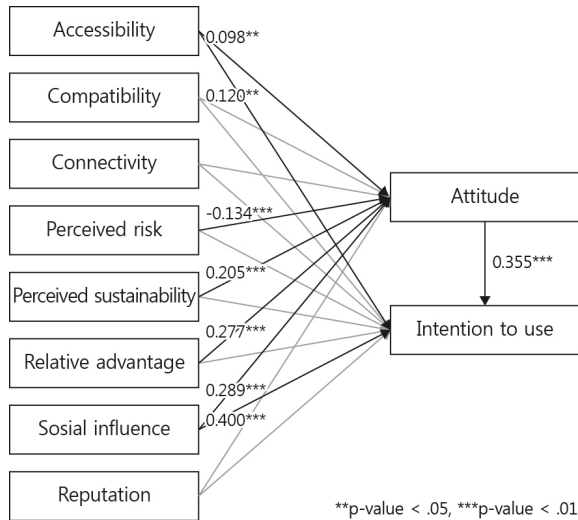 Accessibility
0.098**
Compatibility
0.120**
Connectivity
Attitude
Perceived risk
-0.134***
0.355***
Perceived sustainability
0.205***
Intention to use
Relative advantage
0.277***
Sosial influence
0.289***
0.400***
Reputation
**p-value < .05, ***p-value < .01